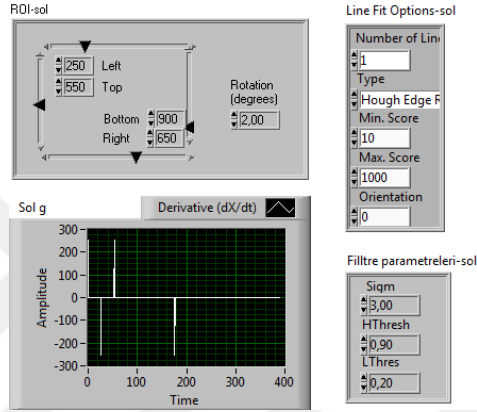 ROI-sol
250 Left
550 Top
Bottom 900
Right 650
Rotation
(degrees)
2,00
Line Fit Options-sol
Number of Lin
1
Type
Hough Edge R
Min. Score
10
Max. Score
1000
Orientation
0
Sol g
Derivative (dX/dt)
Amplitude
300
200
100
0
-100
-200
-300
0 100 200 300 400
Time
Filltre parametreleri-sol
Sigm
3,00
HThresh
0,90
LThres
0,20